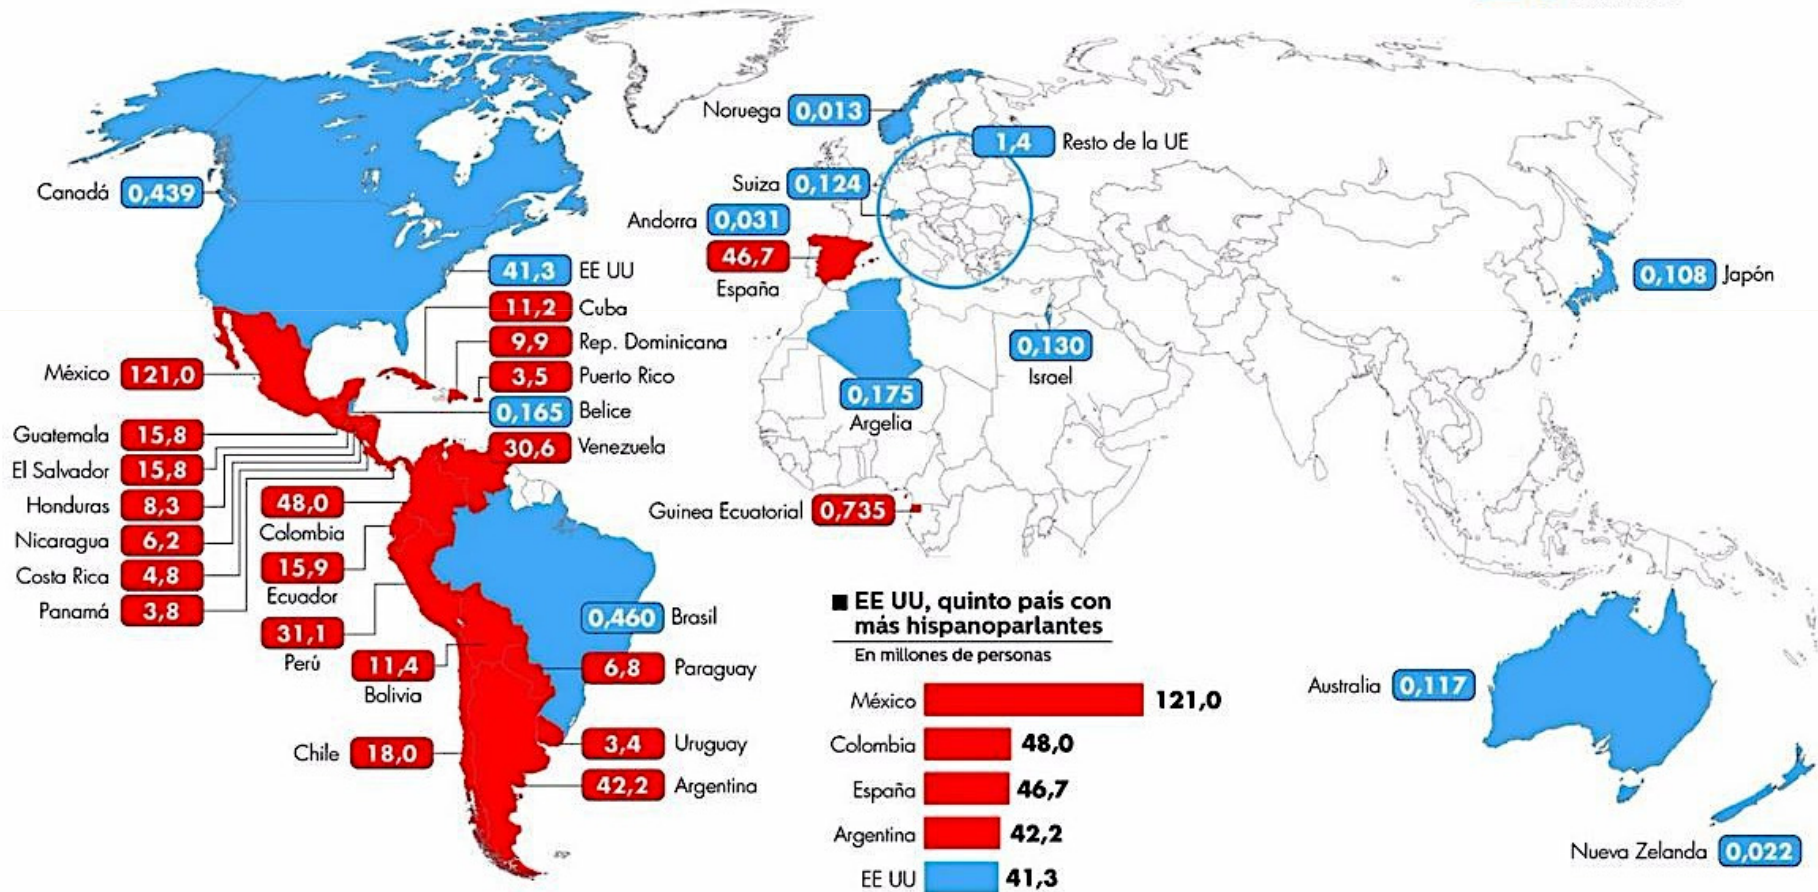 Noruega 0,013
1,4 Resto de la UE
Canadá 0,439
Suiza 0,124
Andorra 0,031
46,7
España
41,3 EE UU
11,2 Cuba
9,9 Rep. Dominicana
3,5 Puerto Rico
0,165 Belice
30,6 Venezuela
México 121,0
Guatemala 15,8
El Salvador 15,8
Honduras 8,3
Nicaragua 6,2
Costa Rica 4,8
Panamá 3,8
48,0
Colombia
15,9
Ecuador
31,1
Perú
11,4
Bolivia
0,460 Brasil
6,8 Paraguay
Chile 18,0
3,4 Uruguay
42,2 Argentina
0,108 Japón
0,130
Israel
0,175
Argelia
Guinea Ecuatorial 0,735
Australia 0,117
Nueva Zelanda 0,022
EE UU, quinto país con
más hispanoparlantes
En millones de personas
México 121,0
Colombia 48,0
España 46,7
Argentina 42,2
EE UU 41,3